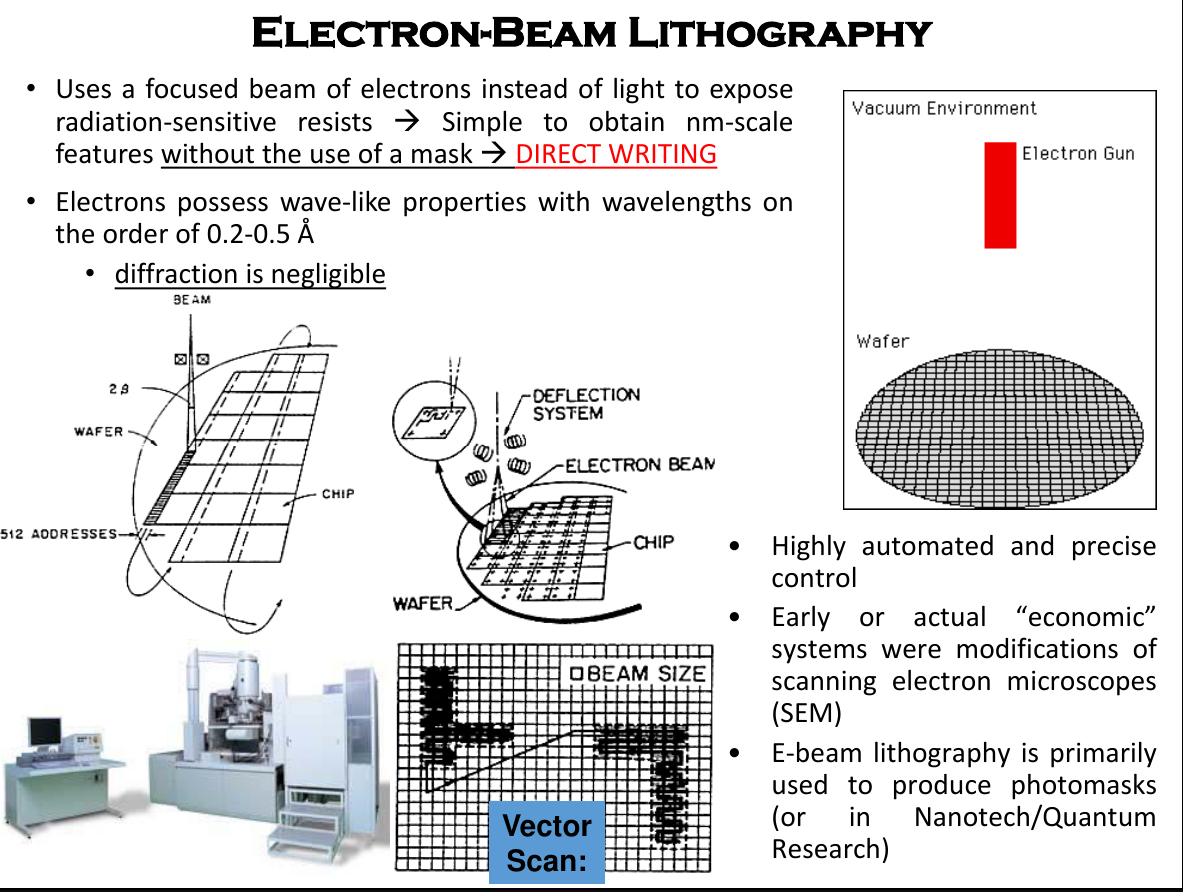 ELECTRON-BEAM LITHOGRAPHY
• Uses a focused beam of electrons instead of light to expose
radiation-sensitive resists → Simple to obtain nm-scale
features without the use of a mask → DIRECT WRITING
• Electrons possess wave-like properties with wavelengths on
the order of 0.2-0.5 Å
• diffraction is negligible
BEAM
2β
WAFER
CHIP
512 ADDRESSES
DEFLECTION
SYSTEM
ELECTRON BEAM
CHIP
WAFER
BEAM SIZE
Vector
Scan:
Vacuum Environment
Electron Gun
Wafer
• Highly automated and precise
control
• Early or actual “economic”
systems were modifications of
scanning electron microscopes
(SEM)
• E-beam lithography is primarily
used to produce photomasks
(or in Nanotech/Quantum
Research)